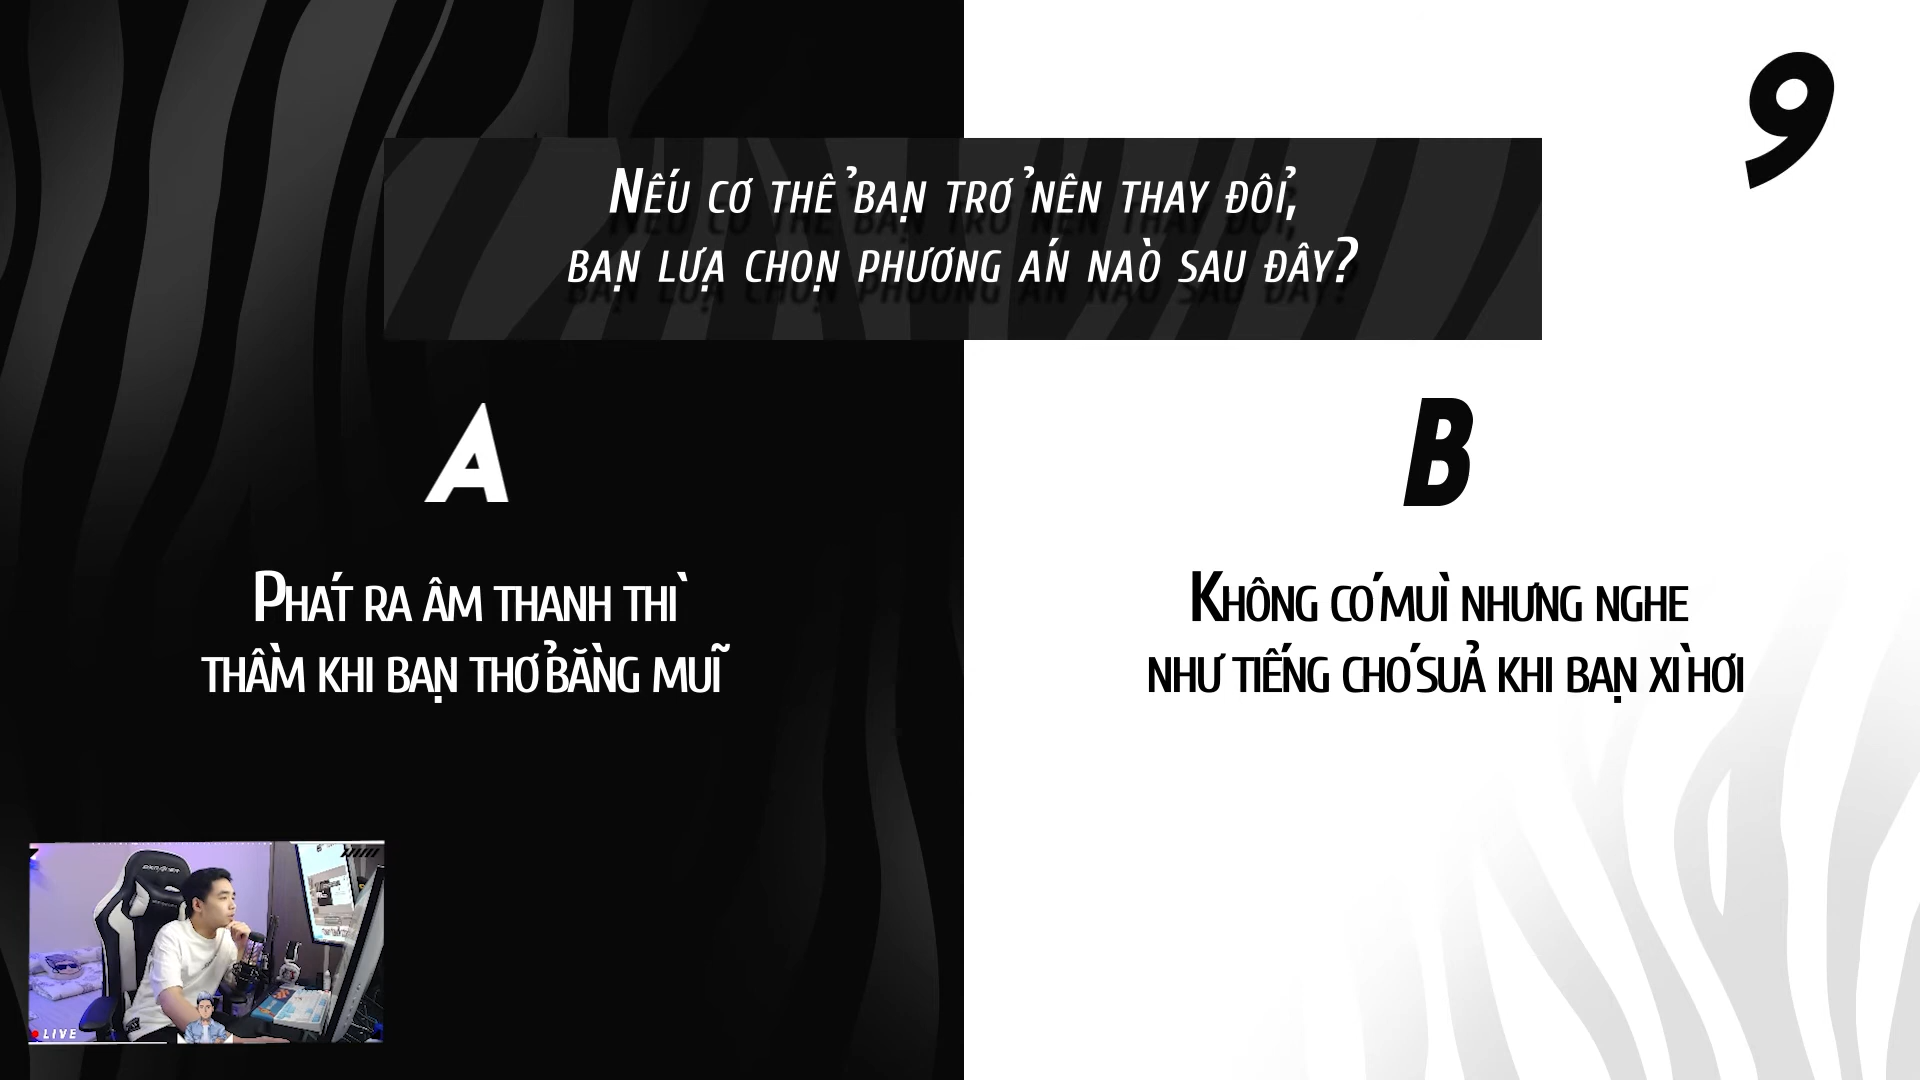 9
Nếu cơ thể bạn trở nên thay đổi,
bạn lựa chọn phương án nào sau đây?
A
B
Phát ra âm thanh thì
thầm khi bạn thở bằng mũi
Không có mùi nhưng nghe
như tiếng chó sủa khi bạn xì hơi
LIVE